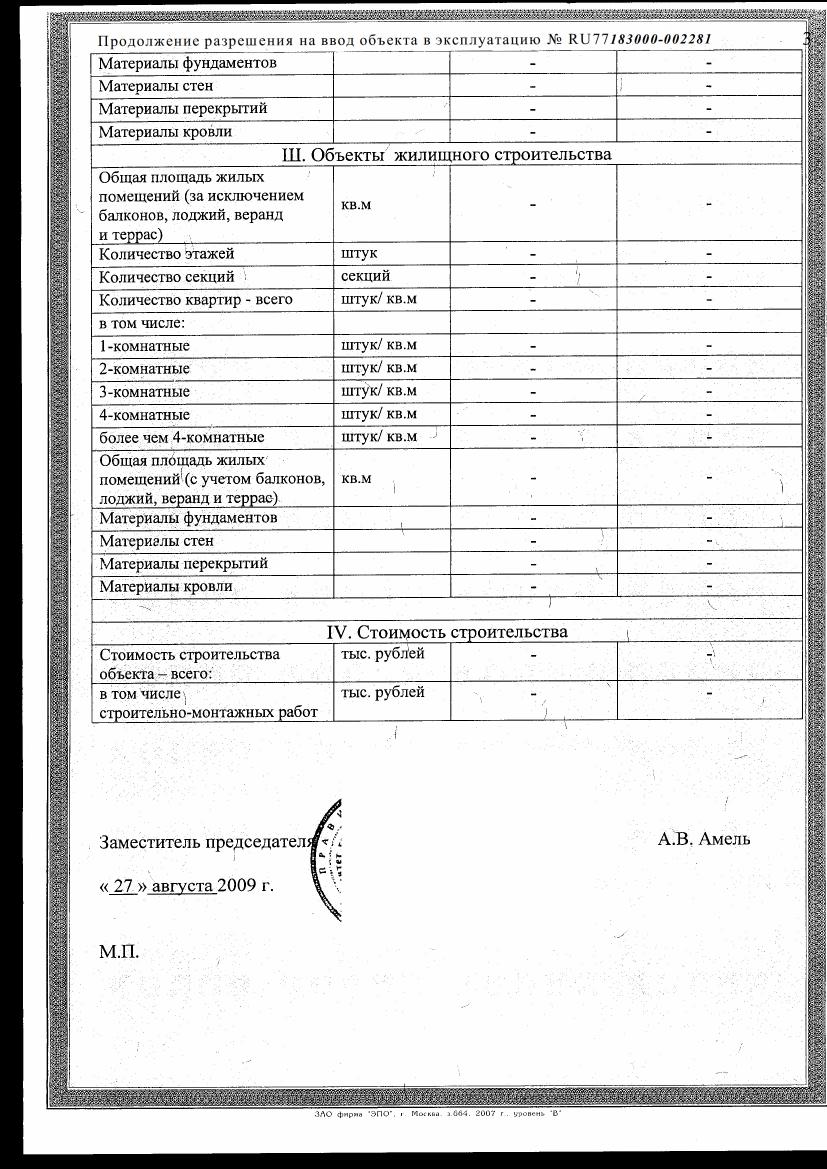 Продолжение разрешения на ввод объекта в эксплуатацию № RU77183000-002281
3
Материалы фундаментов - -
Материалы стен - -
Материалы перекрытий - -
Материалы кровли - -
III. Объекты жилищного строительства
Общая площадь жилых
помещений (за исключением
балконов, лоджий, веранд
и террас) кв.м - -
Количество этажей штук - -
Количество секций секций - -
Количество квартир - всего штук/ кв.м - -
в том числе:
1-комнатные штук/ кв.м - -
2-комнатные штук/ кв.м - -
3-комнатные штук/ кв.м - -
4-комнатные штук/ кв.м - -
более чем 4-комнатные штук/ кв.м - -
Общая площадь жилых
помещений (с учетом балконов,
лоджий, веранд и террас) кв.м - -
Материалы фундаментов - -
Материалы стен - -
Материалы перекрытий - -
Материалы кровли - -
IV. Стоимость строительства
Стоимость строительства
объекта – всего: тыс. рублей - -
в том числе
строительно-монтажных работ тыс. рублей - -
Заместитель председателя А.В. Амель
« 27 » августа 2009 г.
М.П.
ЗАО фирма "ЭПО", г. Москва, з.664, 2007 г., уровень "В"